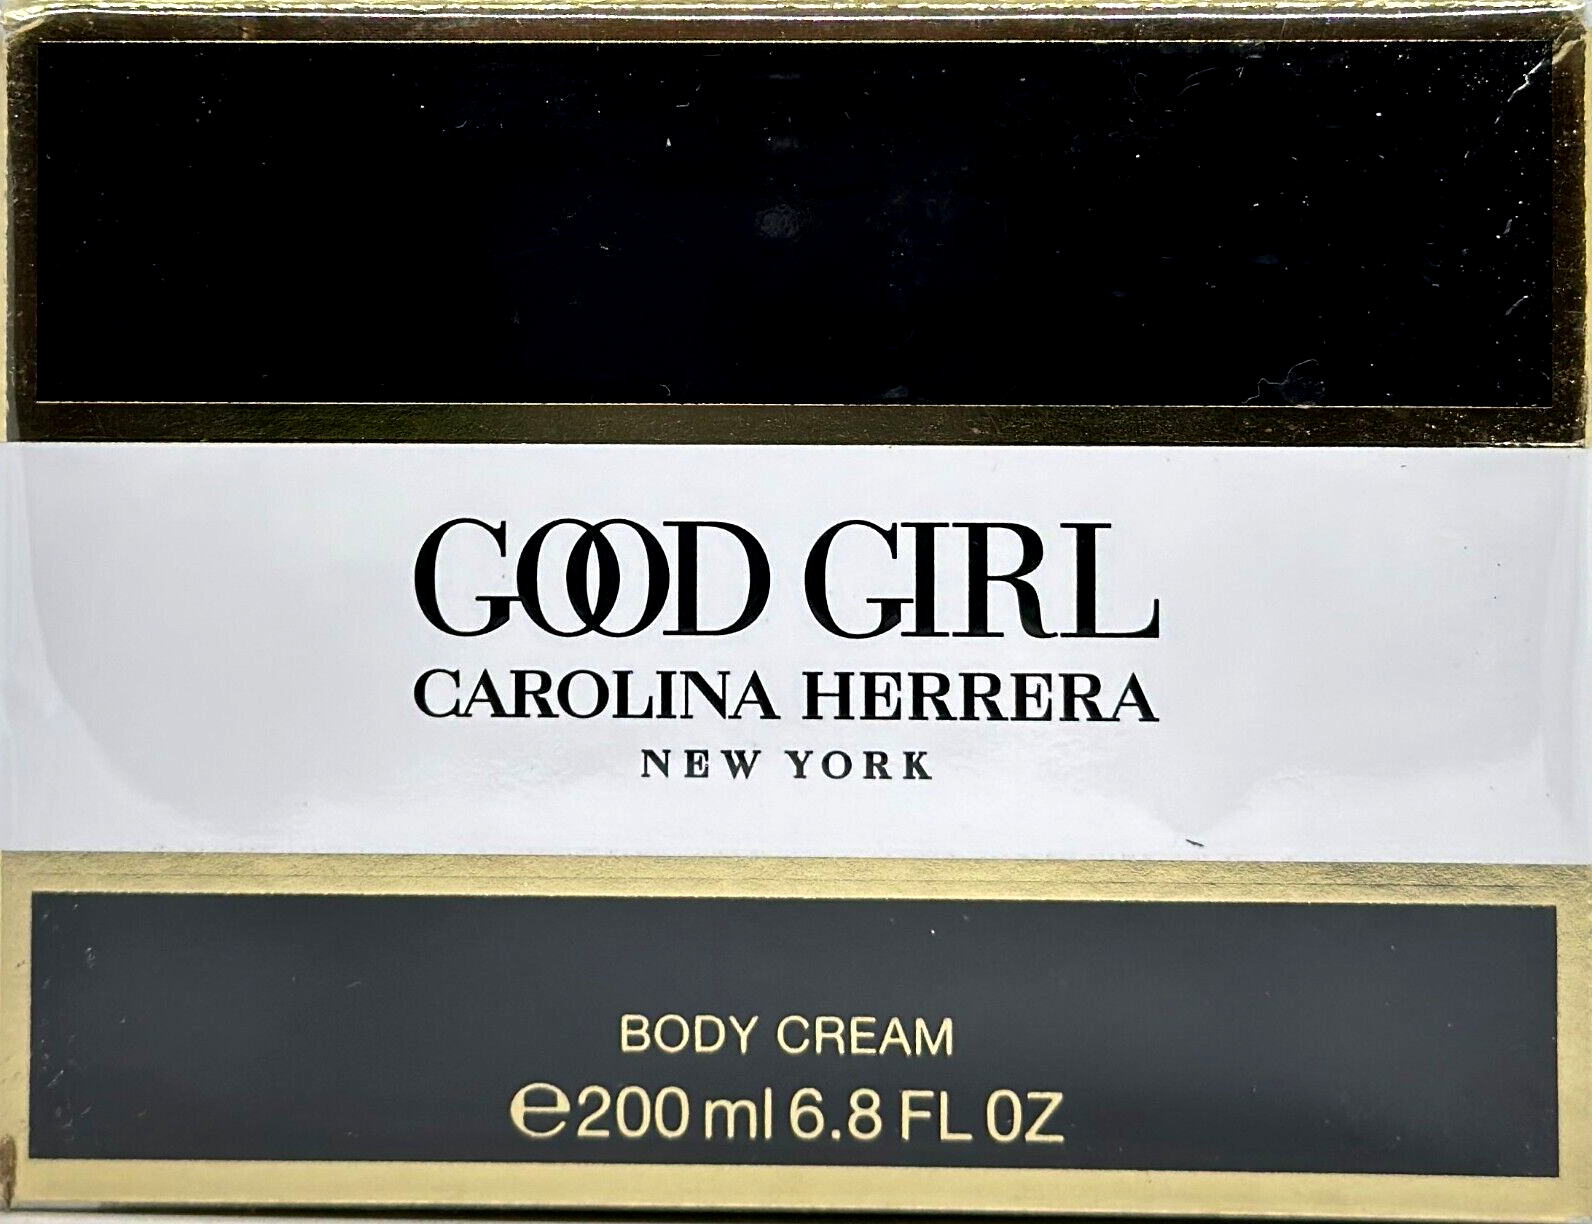 GOOD GIRL
CAROLINA HERRERA
NEW YORK
BODY CREAM
℮200 ml 6.8 FL OZ